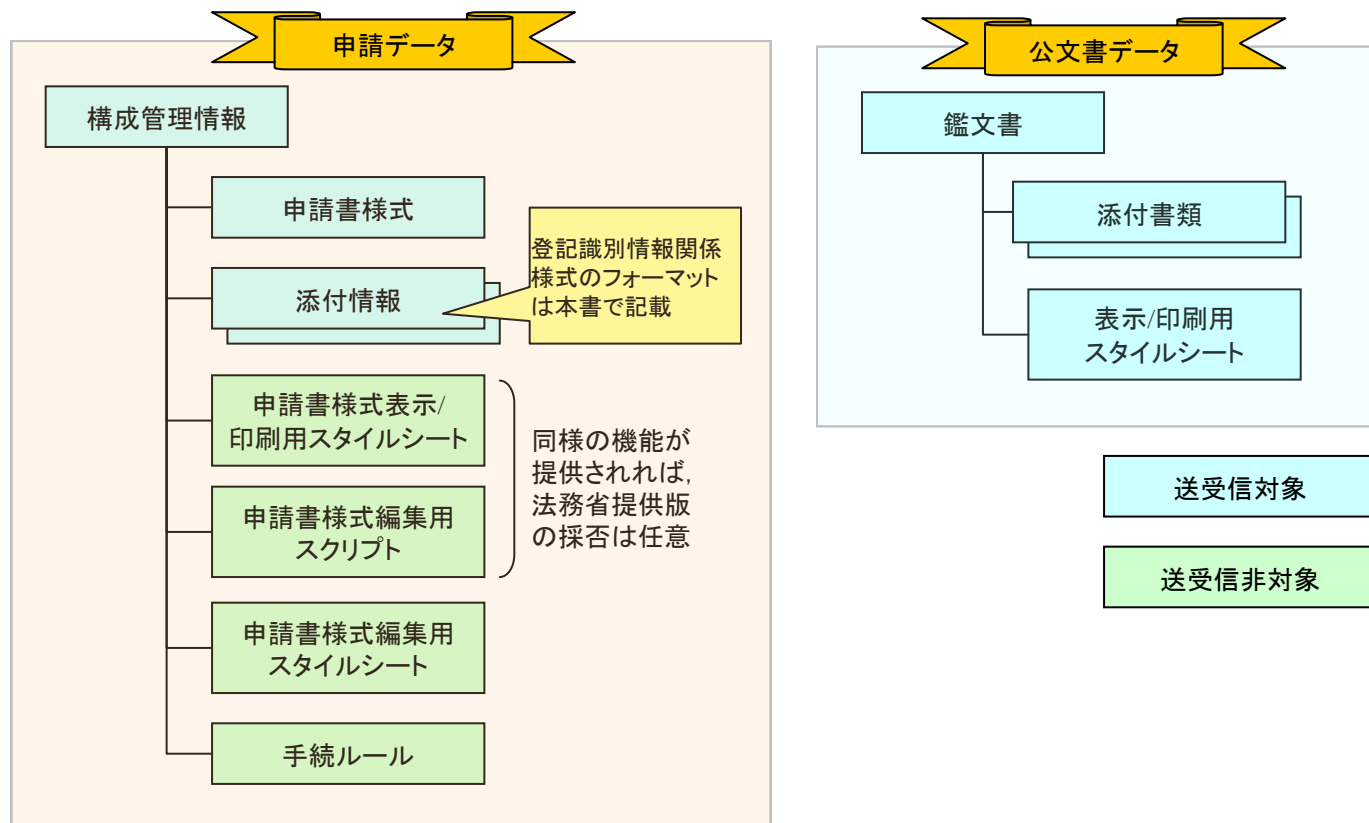 申請データ
構成管理情報
申請書様式
添付情報
登記識別情報関係
様式のフォーマット
は本書で記載
申請書様式表示/
印刷用スタイルシート
申請書様式編集用
スクリプト
同様の機能が
提供されれば,
法務省提供版
の採否は任意
申請書様式編集用
スタイルシート
手続ルール
公文書データ
鑑文書
添付書類
表示/印刷用
スタイルシート
送受信対象
送受信非対象